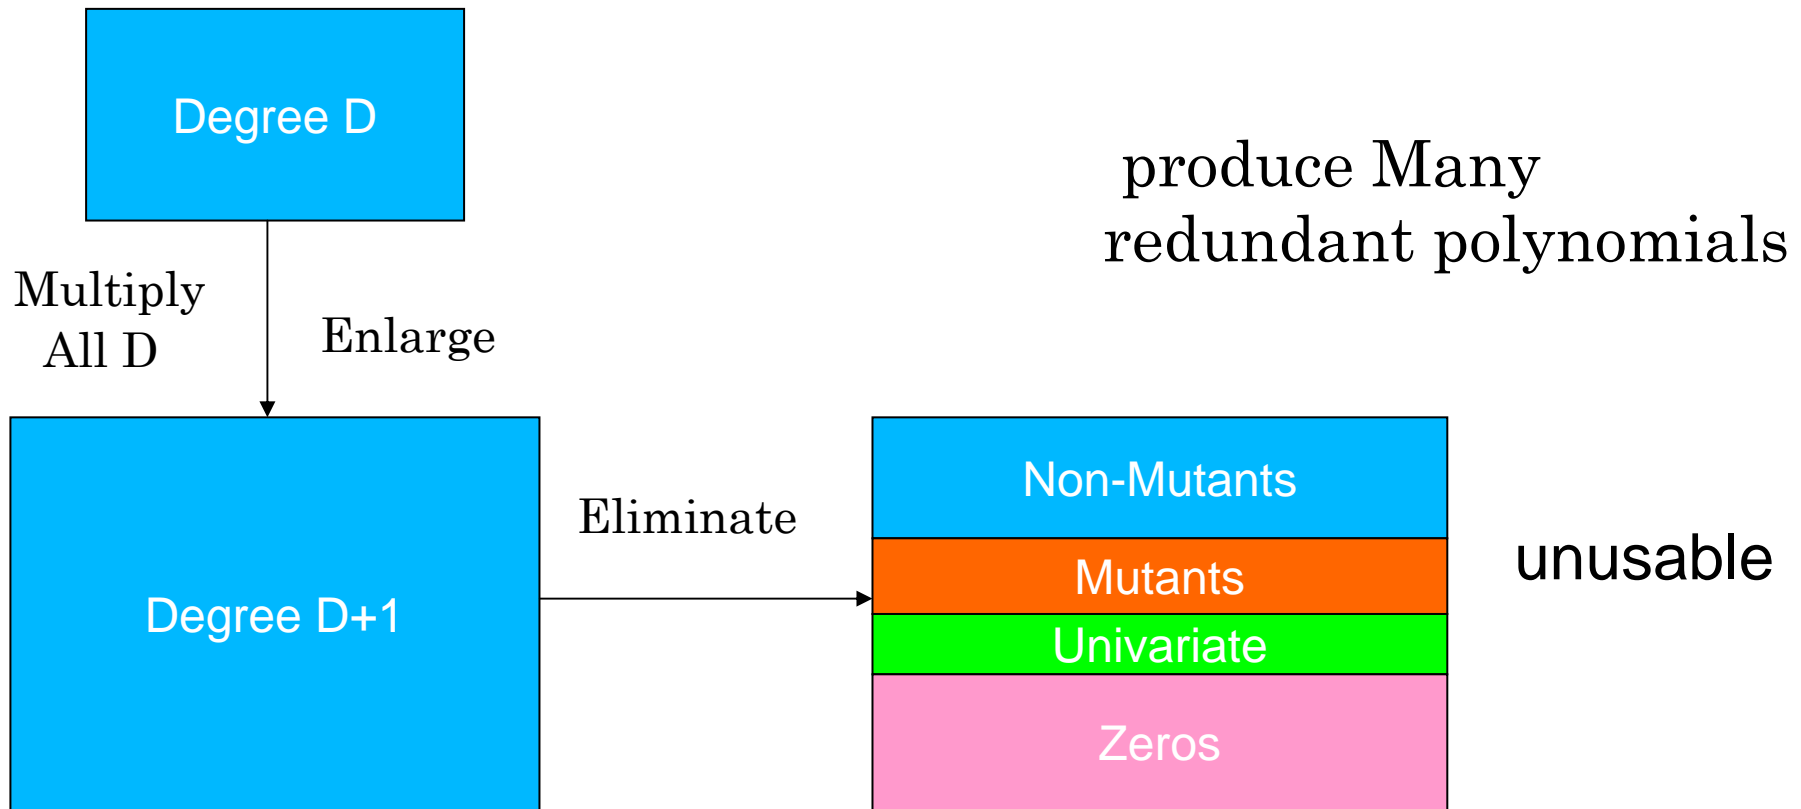 Degree D
produce Many
redundant polynomials
Multiply
All D
Enlarge
Degree D+1
Eliminate
Non-Mutants
Mutants
Univariate
Zeros
unusable